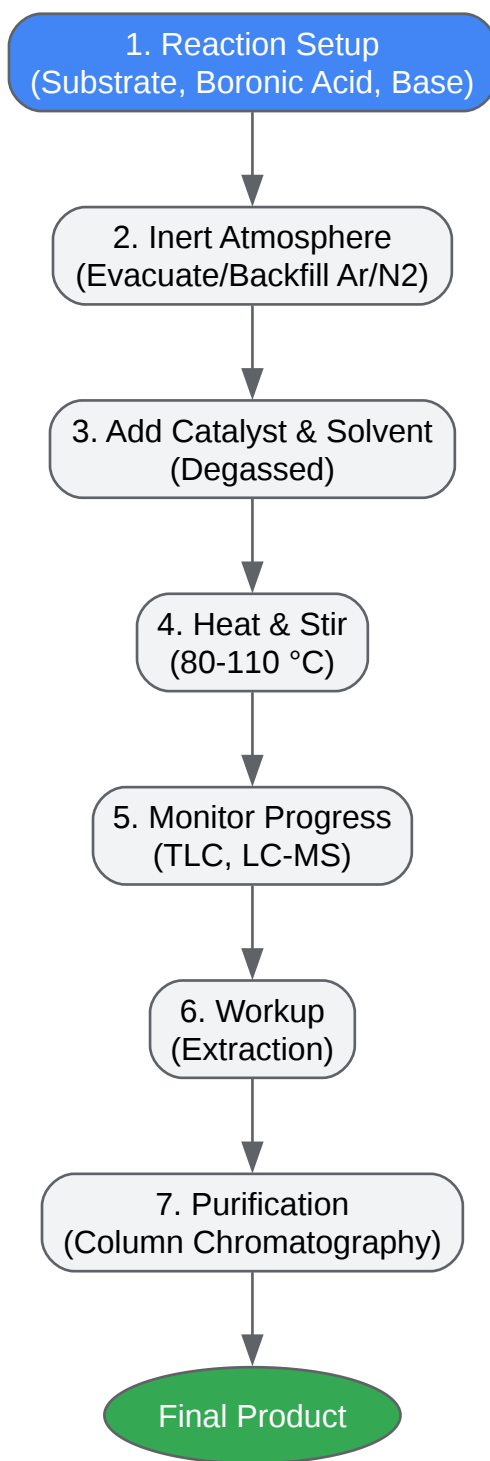 1. Reaction Setup
(Substrate, Boronic Acid, Base)
2. Inert Atmosphere
(Evacuate/Backfill Ar/N2)
3. Add Catalyst & Solvent
(Degassed)
4. Heat & Stir
(80-110 °C)
5. Monitor Progress
(TLC, LC-MS)
6. Workup
(Extraction)
7. Purification
(Column Chromatography)
Final Product